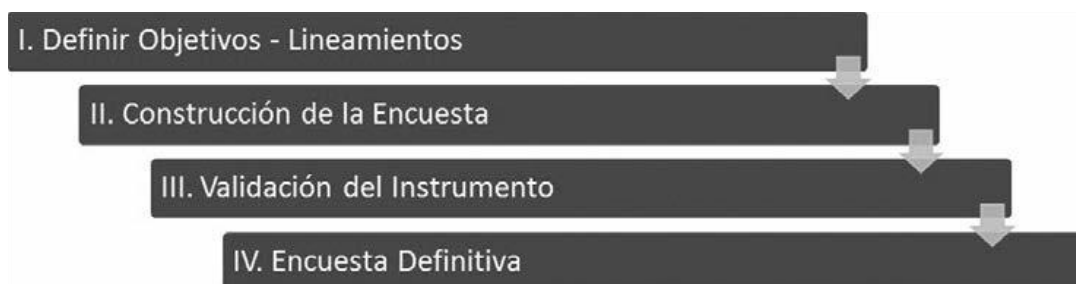 I. Definir Objetivos - Lineamientos
II. Construcción de la Encuesta
III. Validación del Instrumento
IV. Encuesta Definitiva